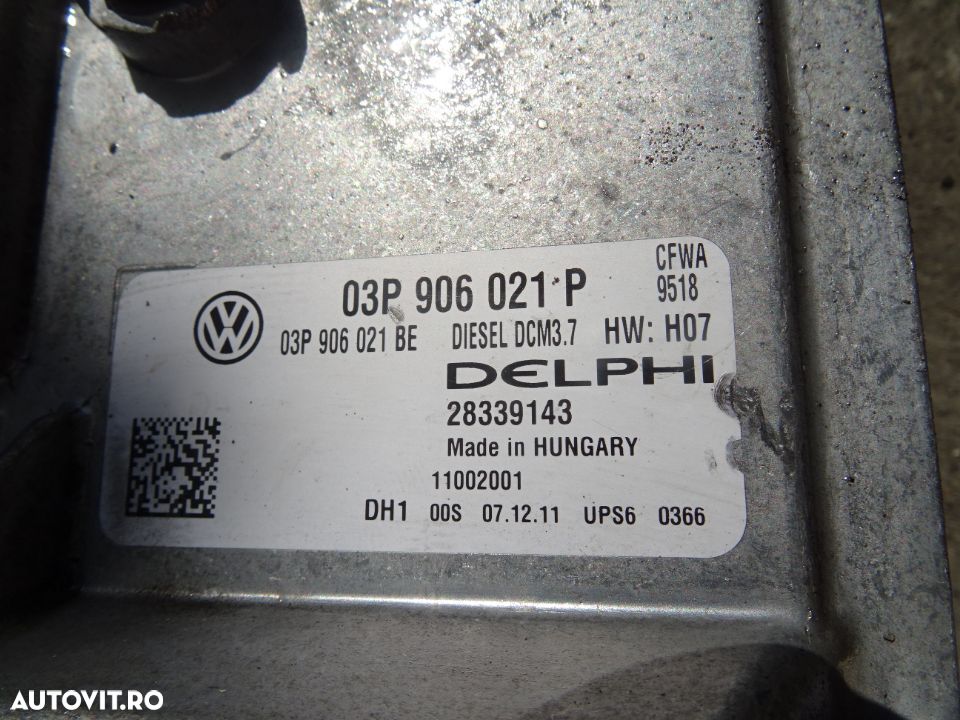 CFWA
03P 906 021 P 9518
03P 906 021 BE DIESEL DCM3.7 HW: H07
DELPHI
28339143
Made in HUNGARY
11002001
DH1 00S 07.12.11 UPS6 0366
AUTOVIT.RO